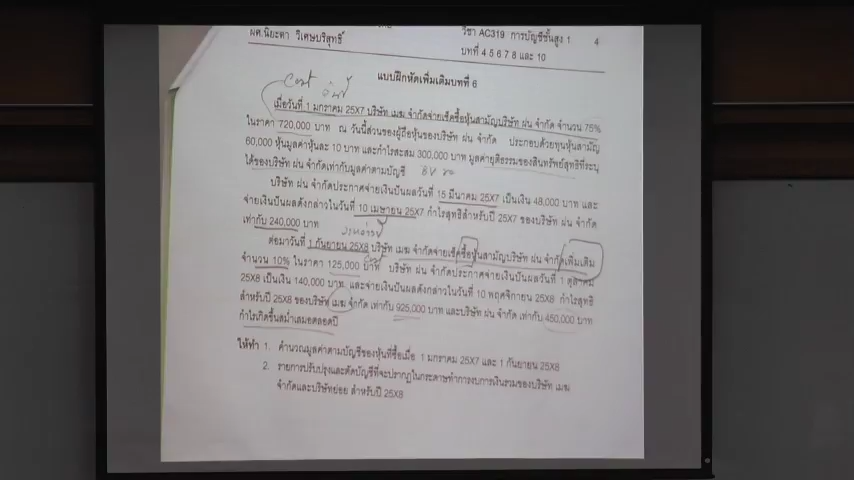 ผศ.นิยะดา วิเศษบริสุทธิ์
วิชา AC319 การบัญชีชั้นสูง 1 4
บทที่ 4 5 6 7 8 และ 10
แบบฝึกหัดเพิ่มเติมบทที่ 6
Cost
เมื่อวันที่ 1 มกราคม 25X7 บริษัท เมฆ จำกัดจ่ายเช็คซื้อหุ้นสามัญบริษัท ฝน จำกัด จำนวน 75%
ในราคา 720,000 บาท ณ วันนี้ส่วนของผู้ถือหุ้นของบริษัท ฝน จำกัด ประกอบด้วยทุนหุ้นสามัญ
60,000 หุ้นมูลค่าหุ้นละ 10 บาท และกำไรสะสม 300,000 บาท มูลค่ายุติธรรมของสินทรัพย์สุทธิที่ระบุ
ได้ของบริษัท ฝน จำกัดเท่ากับมูลค่าตามบัญชี BV
บริษัท ฝน จำกัดประกาศจ่ายเงินปันผลวันที่ 15 มีนาคม 25X7 เป็นเงิน 48,000 บาท และ
จ่ายเงินปันผลดังกล่าวในวันที่ 10 เมษายน 25X7 กำไรสุทธิสำหรับปี 25X7 ของบริษัท ฝน จำกัด
เท่ากับ 240,000 บาท
ต่อมาวันที่ 1 กันยายน 25X8 บริษัท เมฆ จำกัดจ่ายเช็คซื้อหุ้นสามัญบริษัท ฝน จำกัดเพิ่มเติม
จำนวน 10% ในราคา 125,000 บาท บริษัท ฝน จำกัดประกาศจ่ายเงินปันผลวันที่ 1 ตุลาคม
25X8 เป็นเงิน 140,000 บาท และจ่ายเงินปันผลดังกล่าวในวันที่ 10 พฤศจิกายน 25X8 กำไรสุทธิ
สำหรับปี 25X8 ของบริษัท เมฆ จำกัด เท่ากับ 925,000 บาท และบริษัท ฝน จำกัด เท่ากับ 450,000 บาท
กำไรเกิดขึ้นสม่ำเสมอตลอดปี
ให้ทำ 1. คำนวณมูลค่าตามบัญชีของหุ้นที่ซื้อเมื่อ 1 มกราคม 25X7 และ 1 กันยายน 25X8
2. รายการปรับปรุงและตัดบัญชีที่จะปรากฏในกระดาษทำการงบการเงินรวมของบริษัท เมฆ
จำกัดและบริษัทย่อย สำหรับปี 25X8